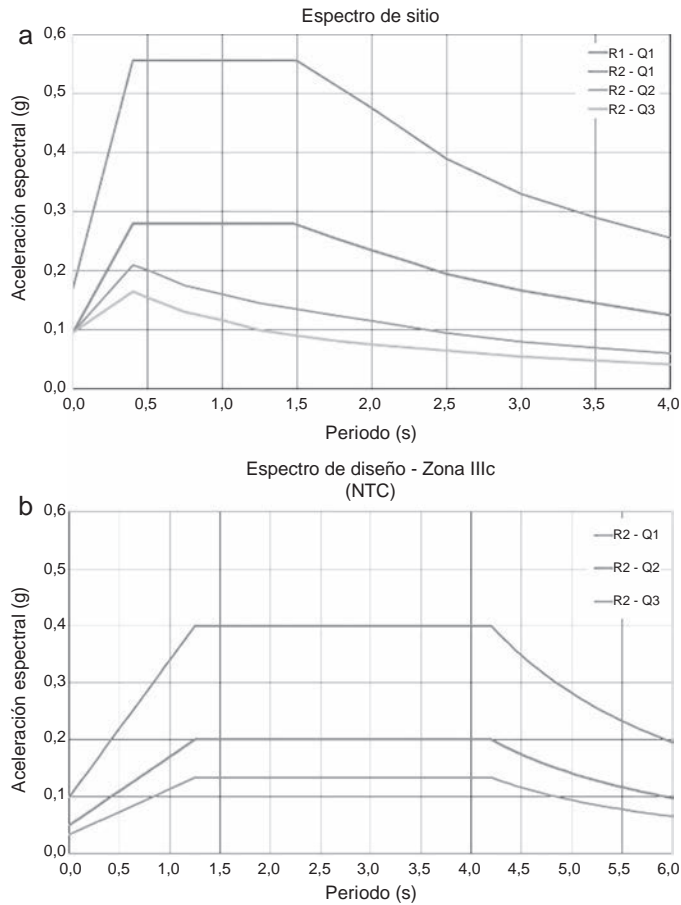 Espectro de sitio
a
0,6
0,5
0,4
0,3
0,2
0,1
0,0
Aceleración espectral (g)
R1 - Q1
R2 - Q1
R2 - Q2
R2 - Q3
0,0 0,5 1,0 1,5 2,0 2,5 3,0 3,5 4,0
Periodo (s)
Espectro de diseño - Zona IIIc
(NTC)
b
0,6
0,5
0,4
0,3
0,2
0,1
0,0
Aceleración espectral (g)
R2 - Q1
R2 - Q2
R2 - Q3
0,0 0,5 1,0 1,5 2,0 2,5 3,0 3,5 4,0 4,5 5,0 5,5 6,0
Periodo (s)